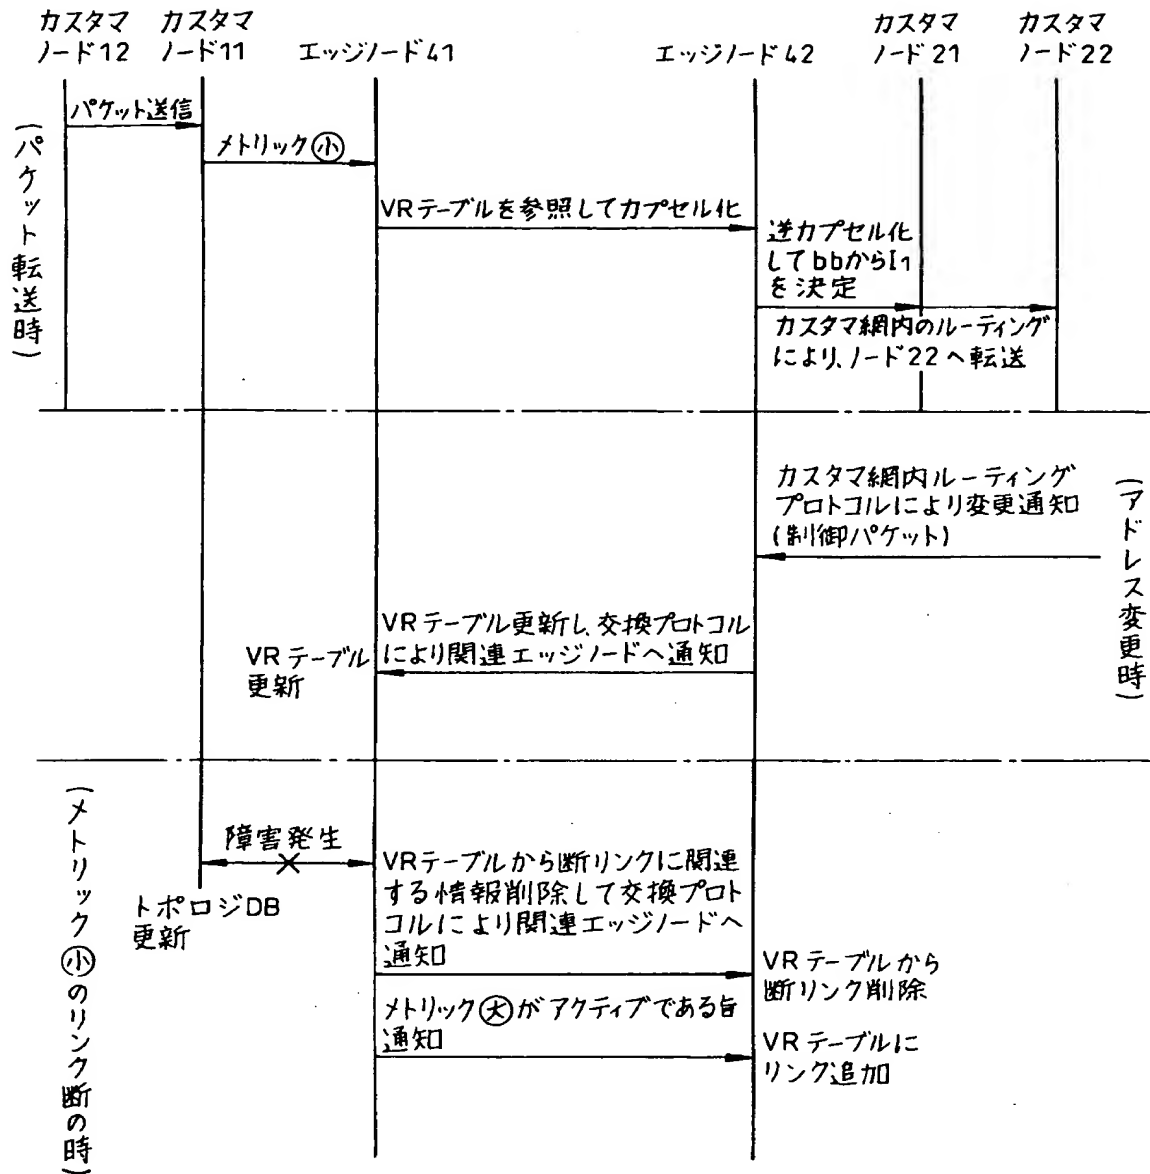 カスタマ
ノード12
カスタマ
ノード11
エッジノード41
エッジノード42
カスタマ
ノード21
カスタマ
ノード22
(パケット転送時)
パケット送信
メトリック小
VRテーブルを参照してカプセル化
逆カプセル化
してbbからI1
を決定
カスタマ網内のルーティング
により、ノード22へ転送
(アドレス変更時)
カスタマ網内ルーティング
プロトコルにより変更通知
(制御パケット)
VRテーブル更新し、交換プロトコル
により関連エッジノードへ通知
VRテーブル
更新
(メトリック小のリンク断の時)
障害発生
トポロジDB
更新
VRテーブルから断リンクに関連
する情報削除して交換プロト
コルにより関連エッジノードへ
通知
VRテーブルから
断リンク削除
メトリック大がアクティブである旨
通知
VRテーブルに
リンク追加